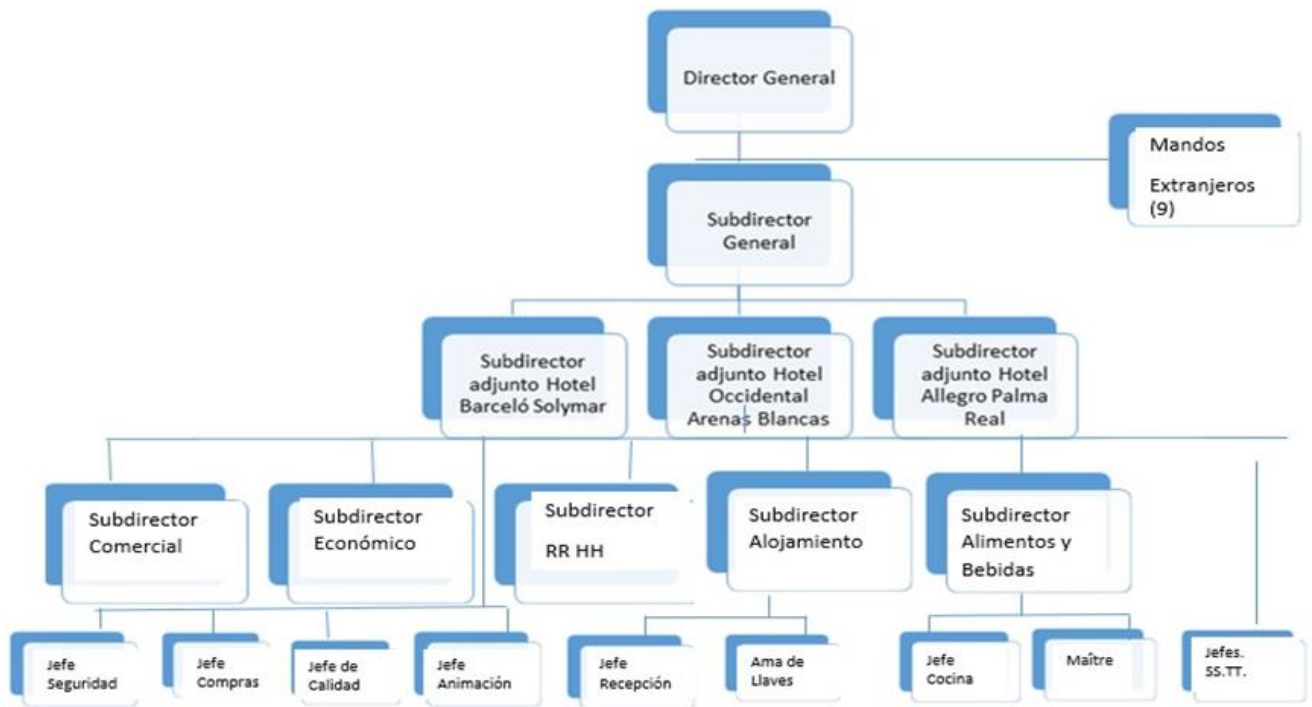 Director General
Mandos
Extranjeros
(9)
Subdirector
General
Subdirector
adjunto Hotel
Barceló Solymar
Subdirector
adjunto Hotel
Occidental
Arenas Blancas
Subdirector
adjunto Hotel
Allegro Palma
Real
Subdirector
Comercial
Subdirector
Económico
Subdirector
RR HH
Subdirector
Alojamiento
Subdirector
Alimentos y
Bebidas
Jefe
Seguridad
Jefe
Compras
Jefe de
Calidad
Jefe
Animación
Jefe
Recepción
Ama de
Llaves
Jefe
Cocina
Maître
Jefes.
SS.TT.